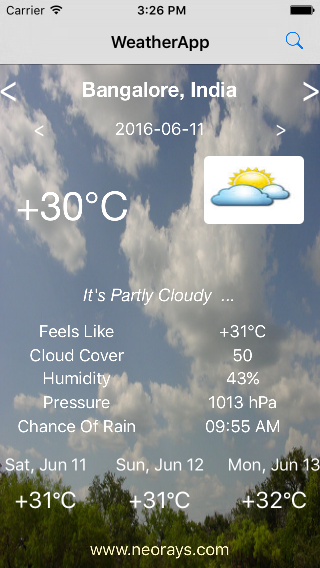 Carrier 3:26 PM
WeatherApp
< Bangalore, India >
< 2016-06-11 >
+30°C
It's Partly Cloudy ...
Feels Like +31°C
Cloud Cover 50
Humidity 43%
Pressure 1013 hPa
Chance Of Rain 09:55 AM
Sat, Jun 11 Sun, Jun 12 Mon, Jun 13
+31°C +31°C +32°C
www.neorays.com